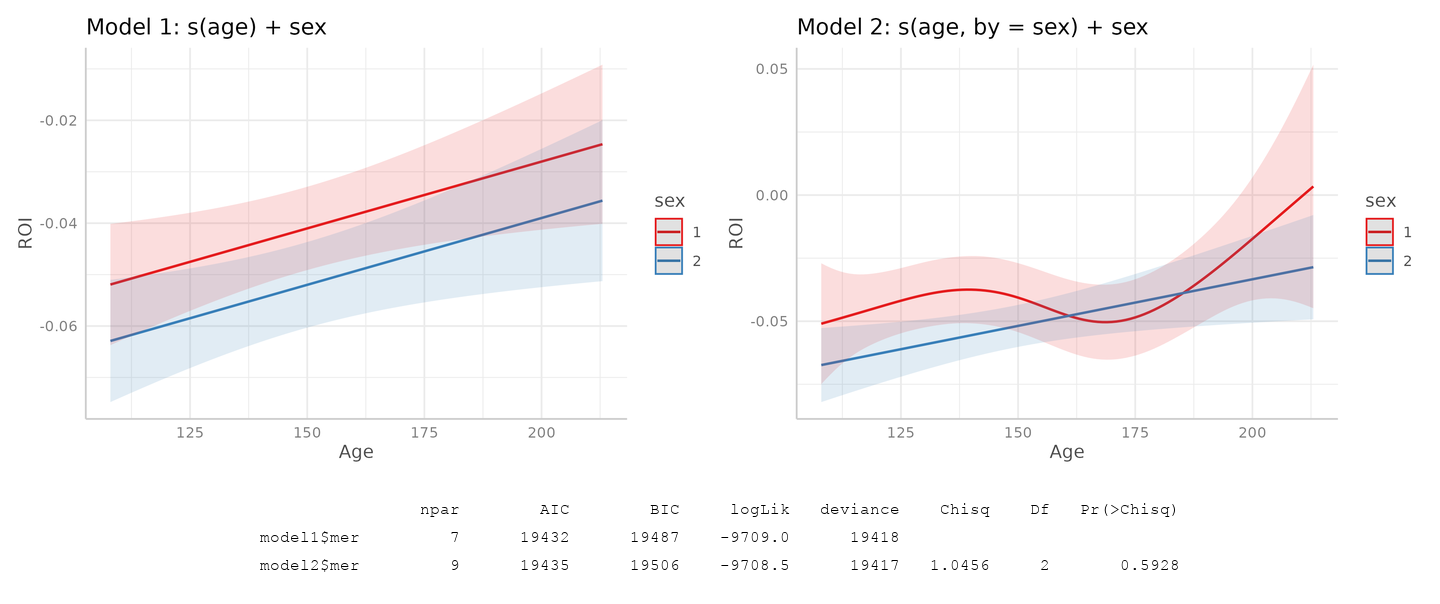 Model 1: s(age) + sex
-0.02
-0.04
-0.06
ROI
125 150 175 200
Age
sex
1
2
Model 2: s(age, by = sex) + sex
0.05
0.00
-0.05
ROI
125 150 175 200
Age
sex
1
2
npar AIC BIC logLik deviance Chisq Df Pr(>Chisq)
model1$mer 7 19432 19487 -9709.0 19418
model2$mer 9 19435 19506 -9708.5 19417 1.0456 2 0.5928